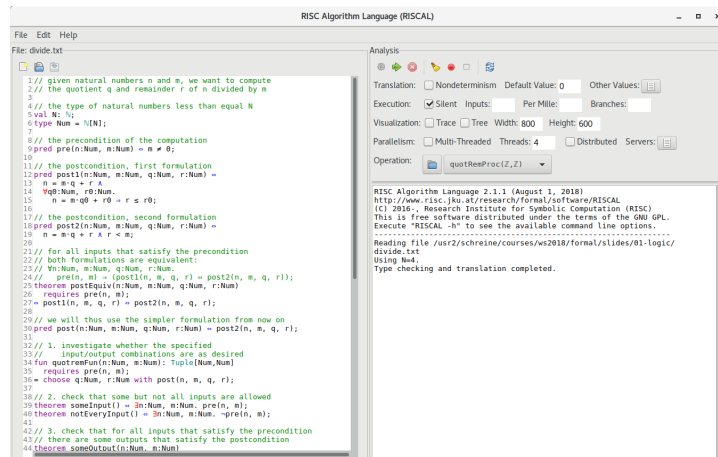 RISC Algorithm Language (RISCAL)
File Edit Help
File: divide.txt
1 // given natural numbers n and m, we want to compute
2 // the quotient q and remainder r of n divided by m
3
4 // the type of natural numbers less than equal N
5 val N: ℕ;
6 type Num = ℕ[N];
7
8 // the precondition of the computation
9 pred pre(n:Num, m:Num) ⇔ m ≠ 0;
10
11 // the postcondition, first formulation
12 pred post1(n:Num, m:Num, q:Num, r:Num) ⇔
13 n = m·q + r ∧
14 ∀q0:Num, r0:Num.
15 n = m·q0 + r0 ⇒ r ≤ r0;
16
17 // the postcondition, second formulation
18 pred post2(n:Num, m:Num, q:Num, r:Num) ⇔
19 n = m·q + r ∧ r < m;
20
21 // for all inputs that satisfy the precondition
22 // both formulations are equivalent:
23 // ∀n:Num, m:Num, q:Num, r:Num.
24 // pre(n, m) ⇒ (post1(n, m, q, r) ⇔ post2(n, m, q, r));
25 theorem postEquiv(n:Num, m:Num, q:Num, r:Num)
26 requires pre(n, m);
27 ⇔ post1(n, m, q, r) ⇔ post2(n, m, q, r);
28
29 // we will thus use the simpler formulation from now on
30 pred post(n:Num, m:Num, q:Num, r:Num) ⇔ post2(n, m, q, r);
31
32 // 1. investigate whether the specified
33 // input/output combinations are as desired
34 fun quotremFun(n:Num, m:Num): Tuple[Num,Num]
35 requires pre(n, m);
36 = choose q:Num, r:Num with post(n, m, q, r);
37
38 // 2. check that some but not all inputs are allowed
39 theorem someInput() ⇔ ∃n:Num, m:Num. pre(n, m);
40 theorem notEveryInput() ⇔ ∃n:Num, m:Num. ¬pre(n, m);
41
42 // 3. check that for all inputs that satisfy the precondition
43 // there are some outputs that satisfy the postcondition
44 theorem someOutput(n:Num, m:Num)
Analysis
Translation: Nondeterminism Default Value: 0 Other Values:
Execution: Silent Inputs: Per Mille: Branches:
Visualization: Trace Tree Width: 800 Height: 600
Parallelism: Multi-Threaded Threads: 4 Distributed Servers:
Operation: quotRemProc(Z,Z)
RISC Algorithm Language 2.1.1 (August 1, 2018)
http://www.risc.jku.at/research/formal/software/RISCAL
(C) 2016-, Research Institute for Symbolic Computation (RISC)
This is free software distributed under the terms of the GNU GPL.
Execute "RISCAL -h" to see the available command line options.
-----------------------------------------------------------------
Reading file /usr2/schreine/courses/ws2018/formal/slides/01-logic/
divide.txt
Using N=4.
Type checking and translation completed.